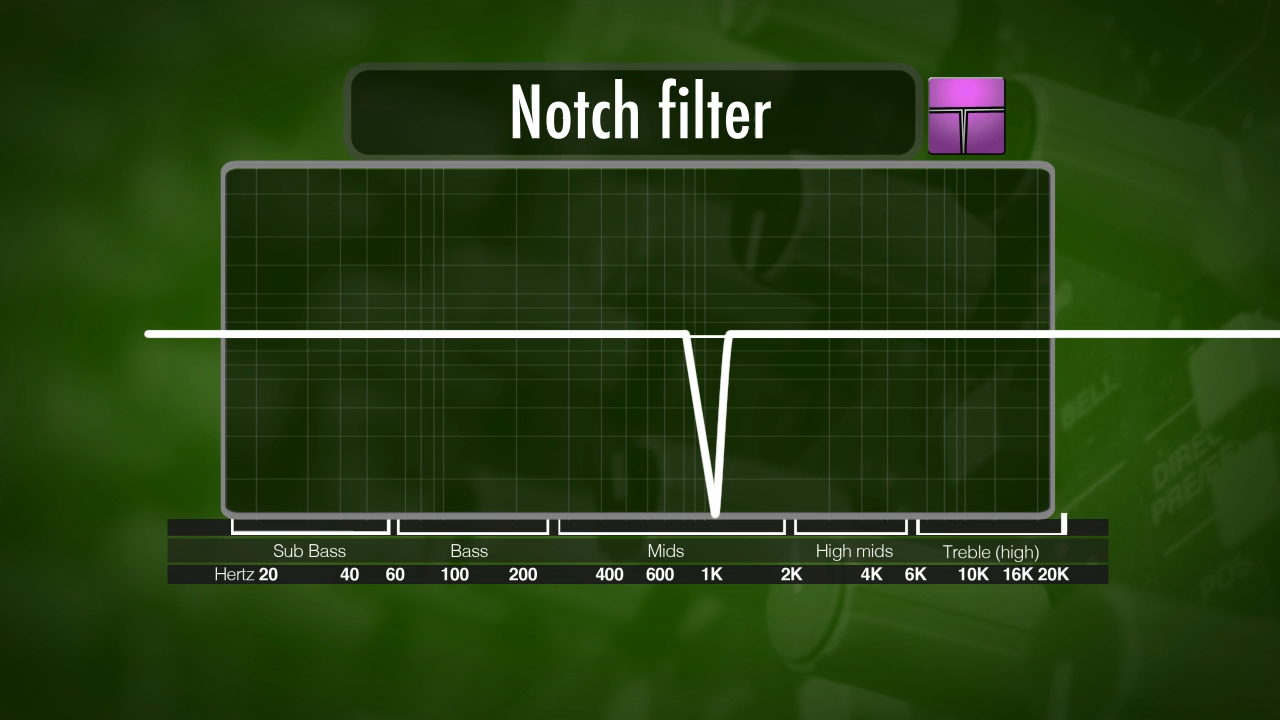 Notch filter
BELL
Sub Bass Bass Mids High mids Treble (high)
Hertz 20 40 60 100 200 400 600 1K 2K 4K 6K 10K 16K 20K